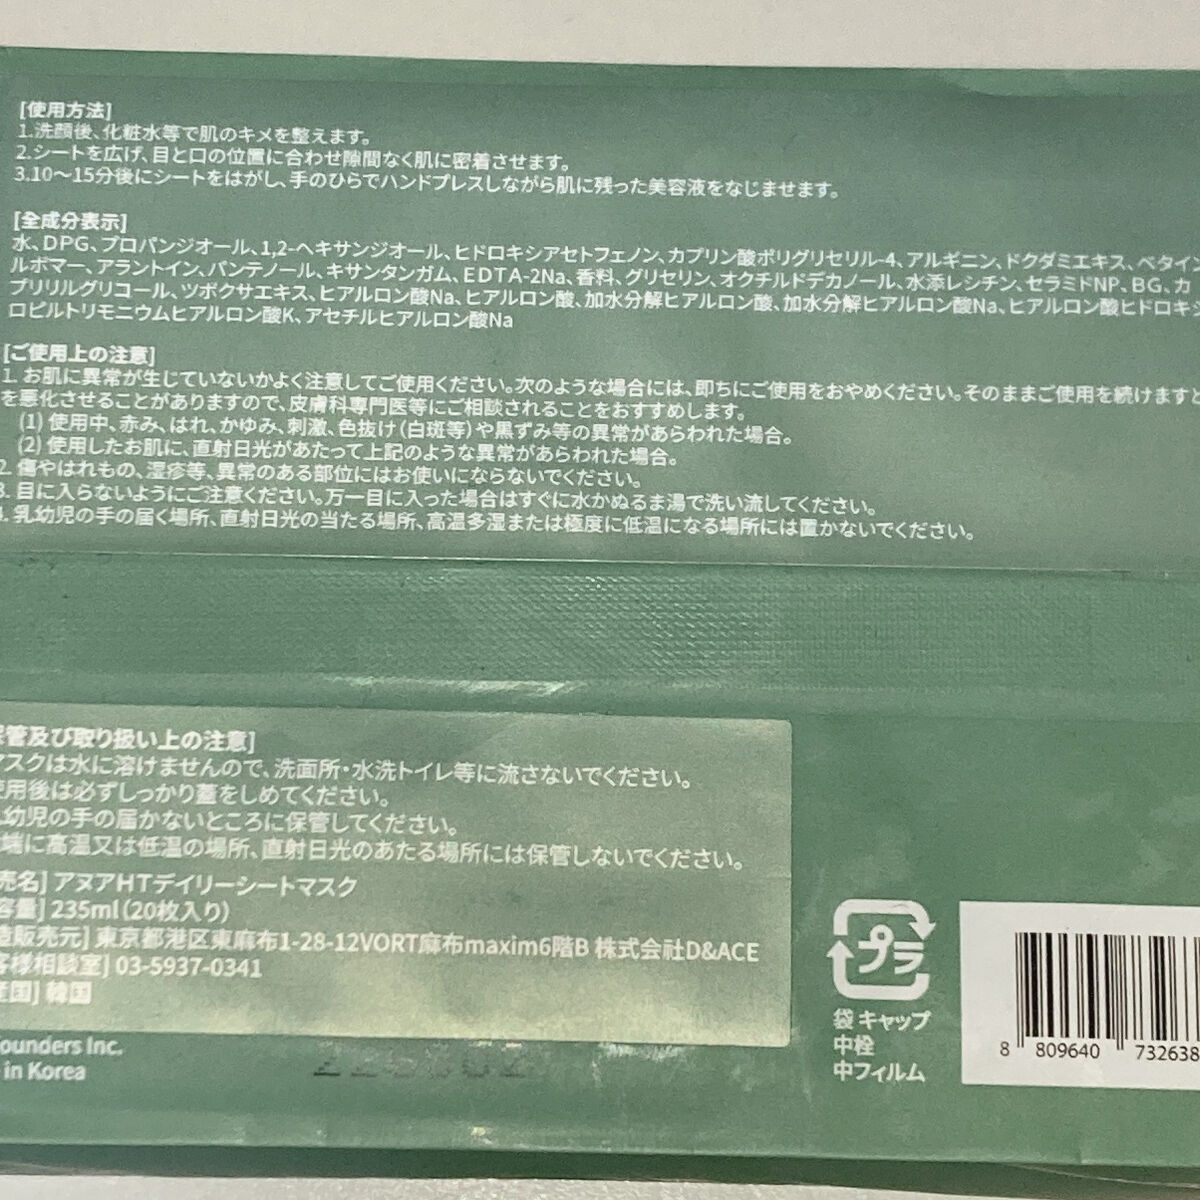 [使用方法]
1.洗顔後、化粧水等で肌のキメを整えます。
2.シートを広げ、目と口の位置に合わせ隙間なく肌に密着させます。
3.10〜15分後にシートをはがし、手のひらでハンドプレスしながら肌に残った美容液をなじませます。
[全成分表示]
水、DPG、プロパンジオール、1,2-ヘキサンジオール、ヒドロキシアセトフェノン、カプリン酸ポリグリセリル-4、アルギニン、ドクダミエキス、ベタイン
ルボマー、アラントイン、パンテノール、キサンタンガム、EDTA-2Na、香料、グリセリン、オクチルドデカノール、水添レシチン、セラミドNP、BG、カ
プリリルグリコール、ツボクサエキス、ヒアルロン酸Na、ヒアルロン酸、加水分解ヒアルロン酸、加水分解ヒアルロン酸Na、ヒアルロン酸ヒドロキシ
ロピルトリモニウムヒアルロン酸K、アセチルヒアルロン酸Na
[ご使用上の注意]
1. お肌に異常が生じていないかよく注意してご使用ください。次のような場合には、即ちにご使用をおやめください。そのままご使用を続けますと
を悪化させることがありますので、皮膚科専門医等にご相談されることをおすすめします。
(1) 使用中、赤み、はれ、かゆみ、刺激、色抜け(白斑等)や黒ずみ等の異常があらわれた場合。
(2) 使用したお肌に、直射日光があたって上記のような異常があらわれた場合。
2. 傷やはれもの、湿疹等、異常のある部位にはお使いにならないでください。
3. 目に入らないようにご注意ください。万一目に入った場合はすぐに水かぬるま湯で洗い流してください。
4. 乳幼児の手の届く場所、直射日光の当たる場所、高温多湿または極度に低温になる場所には置かないでください。
保管及び取り扱い上の注意]
マスクは水に溶けませんので、洗面所・水洗トイレ等に流さないでください。
使用後は必ずしっかり蓋をしめてください。
幼児の手の届かないところに保管してください。
端に高温又は低温の場所、直射日光のあたる場所には保管しないでください。
売名] アヌアHTデイリーシートマスク
容量] 235ml(20枚入り)
造販売元] 東京都港区東麻布1-28-12VORT麻布maxim6階B 株式会社D&ACE
客様相談室] 03-5937-0341
産国] 韓国
ounders Inc.
in Korea
プラ
袋 キャップ
中栓
中フィルム
8 809640 732638